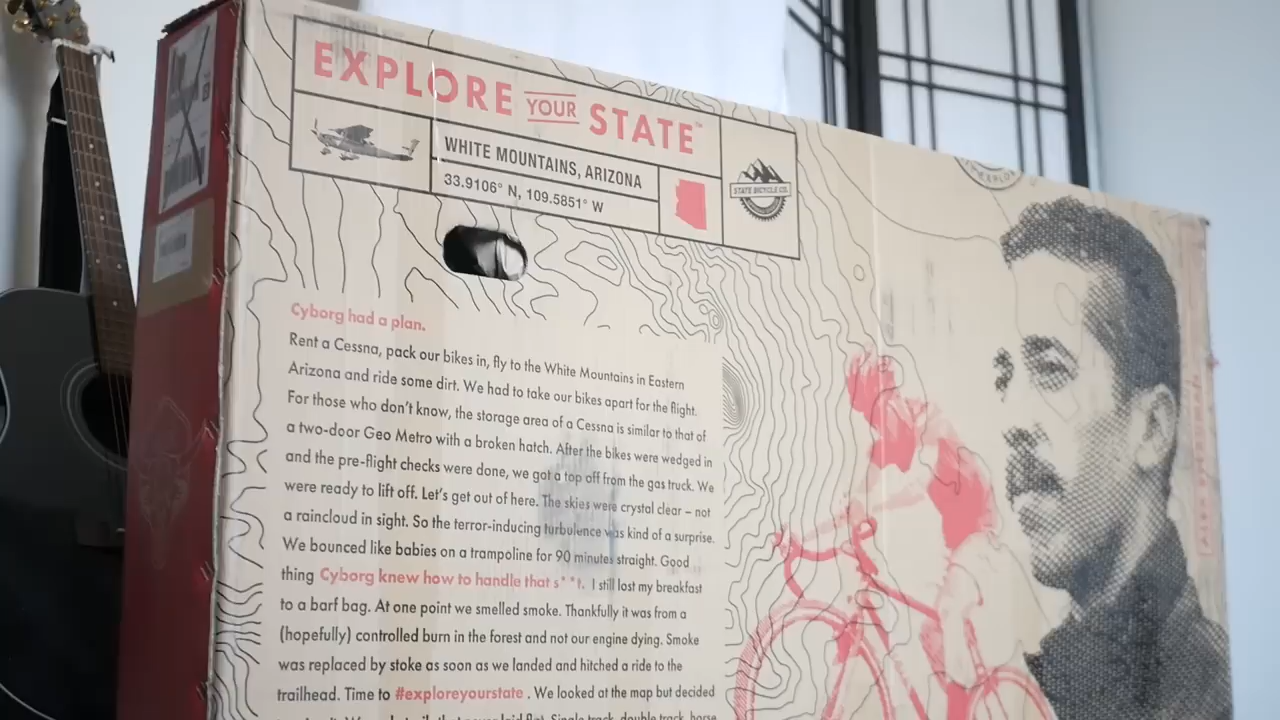 EXPLORE YOUR STATE™
WHITE MOUNTAINS, ARIZONA
33.9106° N, 109.5851° W
STATE BICYCLE CO.
Cyborg had a plan.
Rent a Cessna, pack our bikes in, fly to the White Mountains in Eastern
Arizona and ride some dirt. We had to take our bikes apart for the flight.
For those who don't know, the storage area of a Cessna is similar to that of
a two-door Geo Metro with a broken hatch. After the bikes were wedged in
and the pre-flight checks were done, we got a top off from the gas truck. We
were ready to lift off. Let's get out of here. The skies were crystal clear – not
a raincloud in sight. So the terror-inducing turbulence was kind of a surprise.
We bounced like babies on a trampoline for 90 minutes straight. Good
thing Cyborg knew how to handle that s**t. I still lost my breakfast
to a barf bag. At one point we smelled smoke. Thankfully it was from a
(hopefully) controlled burn in the forest and not our engine dying. Smoke
was replaced by stoke as soon as we landed and hitched a ride to the
trailhead. Time to #exploreyourstate . We looked at the map but decided